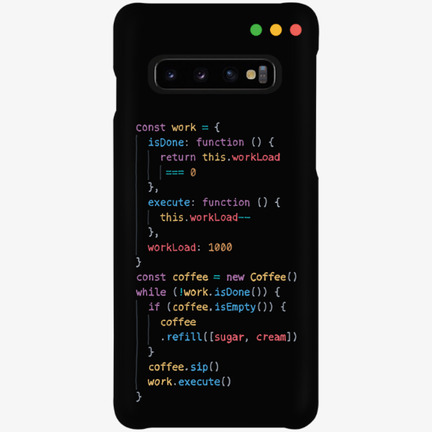 const work = {
isDone: function () {
return this.workLoad
=== 0
},
execute: function () {
this.workLoad--
},
workLoad: 1000
}
const coffee = new Coffee()
while (!work.isDone()) {
if (coffee.isEmpty()) {
coffee
.refill([sugar, cream])
}
coffee.sip()
work.execute()
}